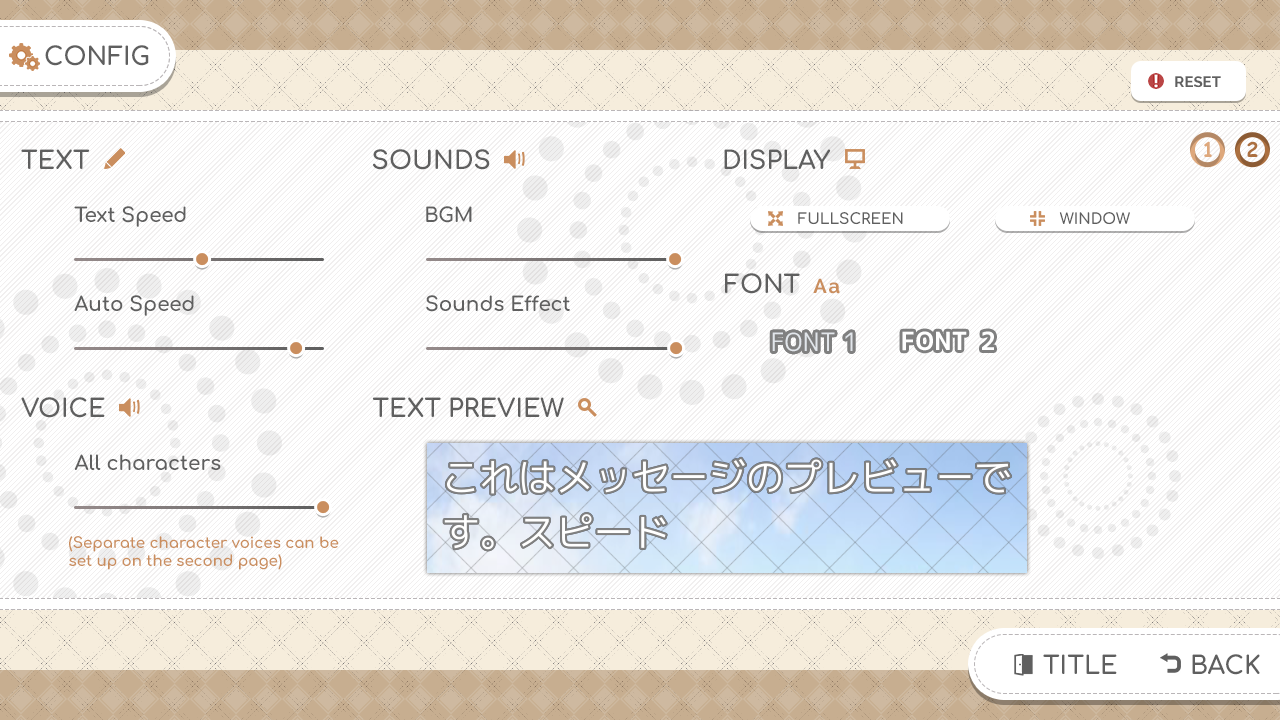 CONFIG
RESET
1 2
TEXT
Text Speed
Auto Speed
VOICE
All characters
(Separate character voices can be
set up on the second page)
SOUNDS
BGM
Sounds Effect
DISPLAY
FULLSCREEN
WINDOW
FONT Aa
FONT 1
FONT 2
TEXT PREVIEW
これはメッセージのプレビューで
す。スピード
TITLE
BACK